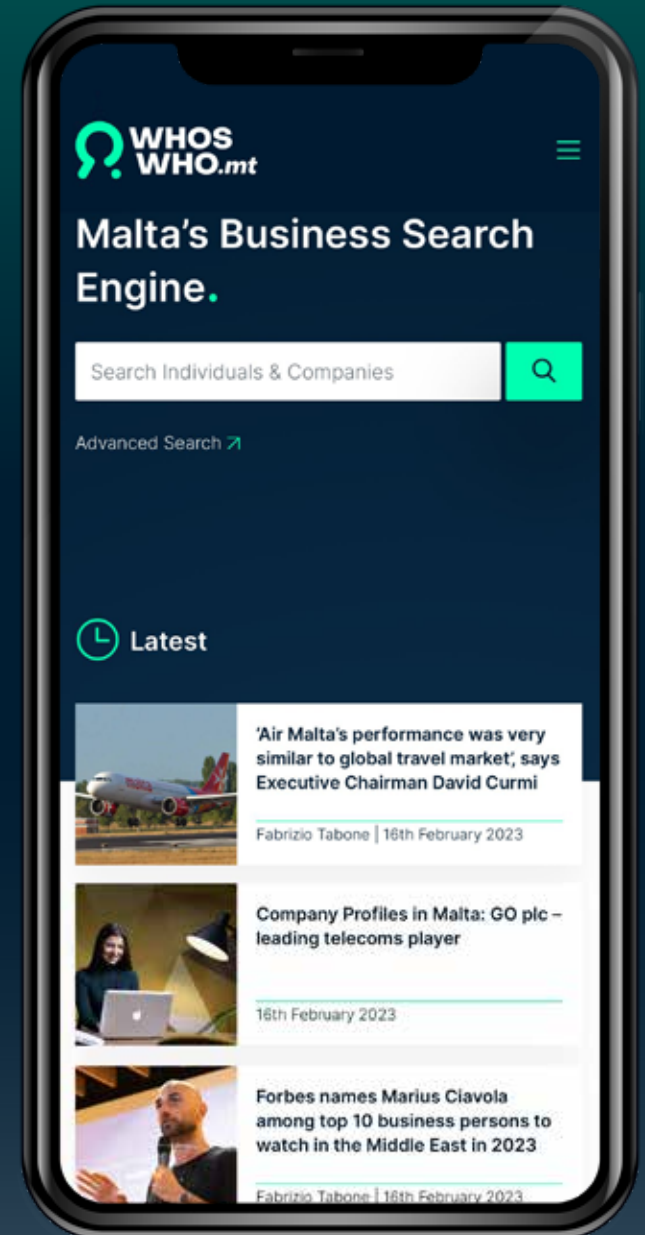 WHOS
WHO.mt
Malta's Business Search
Engine.
Search Individuals & Companies
Advanced Search
Latest
'Air Malta's performance was very
similar to global travel market', says
Executive Chairman David Curmi
Fabrizio Tabone | 16th February 2023
Company Profiles in Malta: GO plc –
leading telecoms player
16th February 2023
Forbes names Marius Ciavola
among top 10 business persons to
watch in the Middle East in 2023
Fabrizio Tabone | 16th February 2023